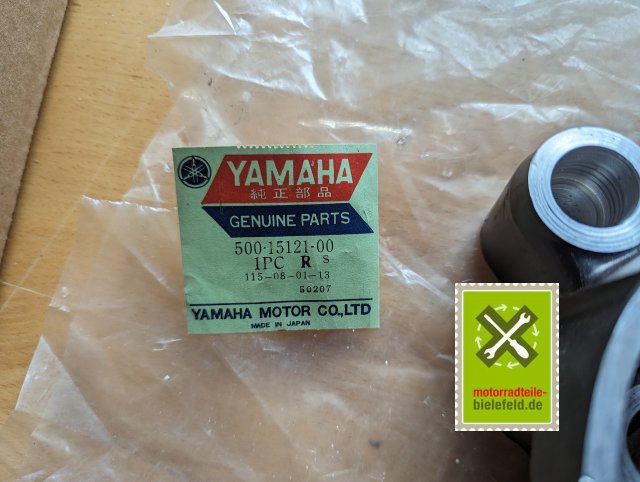 YAMAHA
純正部品
GENUINE PARTS
500-15121-00
1PC R S
115-08-01-13
50207
YAMAHA MOTOR CO.,LTD
MADE IN JAPAN
motorradteile-
bielefeld.de